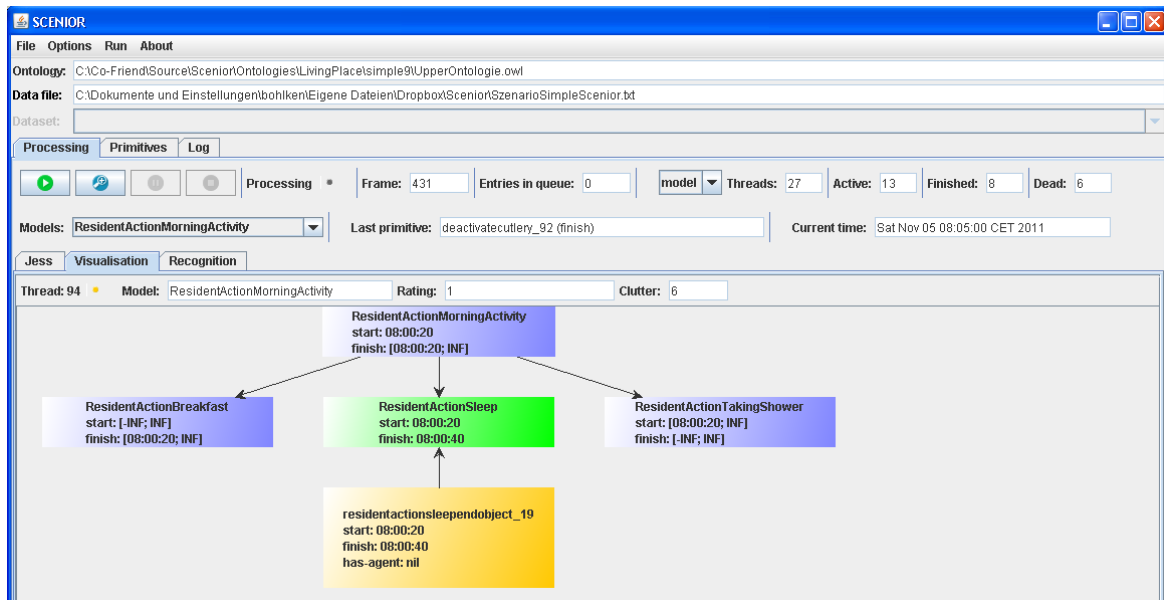 SCENIOR
File Options Run About
Ontology: C:\Co-Friend\Source\Scenior\Ontologies\LivingPlace\simple9\UpperOntologie.owl
Data file: C:\Dokumente und Einstellungen\bohlken\Eigene Dateien\Dropbox\Scenior\SzenarioSimpleScenior.txt
Dataset:
Processing Primitives Log
Processing Frame: 431 Entries in queue: 0 model Threads: 27 Active: 13 Finished: 8 Dead: 6
Models: ResidentActionMorningActivity Last primitive: deactivatecutlery_92 (finish) Current time: Sat Nov 05 08:05:00 CET 2011
Jess Visualisation Recognition
Thread: 94 Model: ResidentActionMorningActivity Rating: 1 Clutter: 6
ResidentActionMorningActivity
start: 08:00:20
finish: [08:00:20; INF]
ResidentActionBreakfast
start: [-INF; INF]
finish: [08:00:20; INF]
ResidentActionSleep
start: 08:00:20
finish: 08:00:40
ResidentActionTakingShower
start: [08:00:20; INF]
finish: [-INF; INF]
residentactionsleependobject_19
start: 08:00:20
finish: 08:00:40
has-agent: nil